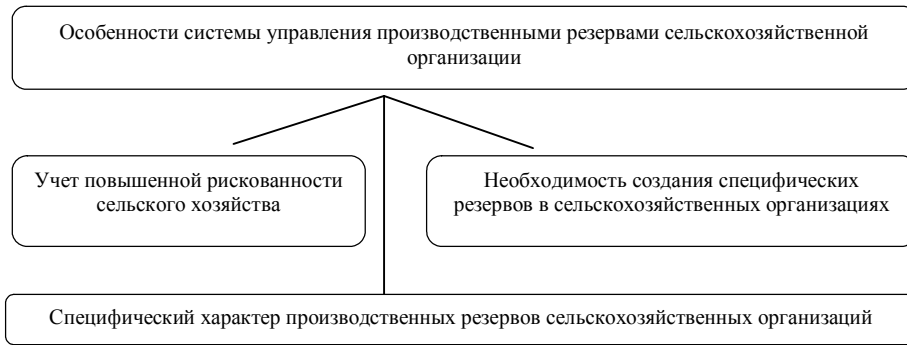 Особенности системы управления производственными резервами сельскохозяйственной
организации
Учет повышенной рискованности
сельского хозяйства
Необходимость создания специфических
резервов в сельскохозяйственных организациях
Специфический характер производственных резервов сельскохозяйственных организаций